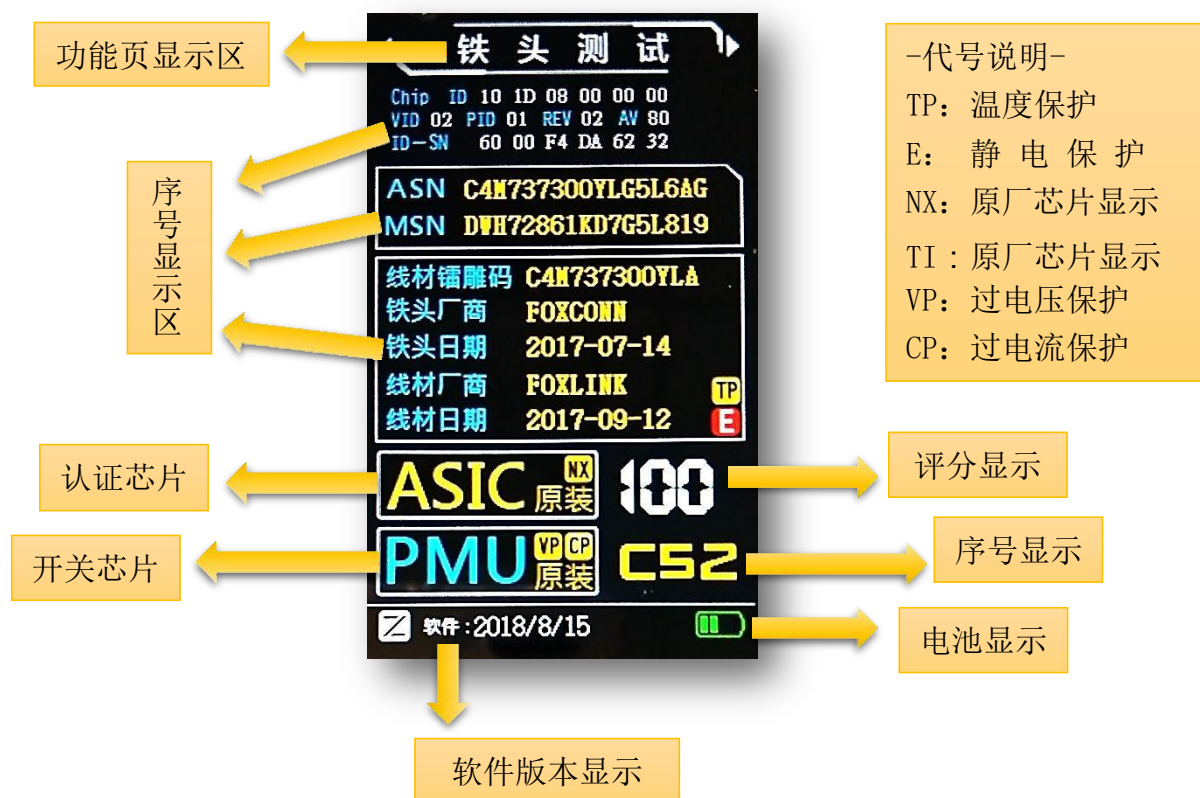 功能页显示区
铁头测试
Chip ID 10 1D 08 00 00 00
VID 02 PID 01 REV 02 AV 80
ID-SN 60 00 F4 DA 62 32
序号显示区
ASN C4M737300YLG5L6AG
MSN DWH72861KD7G5L819
线材镭雕码 C4M737300YLA
铁头厂商 FOXCONN
铁头日期 2017-07-14
线材厂商 FOXLINK TP
线材日期 2017-09-12 E
认证芯片
ASIC NX 原装
100
评分显示
开关芯片
PMU VP CP 原装
C52
序号显示
Z 软件:2018/8/15
电池显示
软件版本显示
-代号说明-
TP：温度保护
E： 静 电 保 护
NX：原厂芯片显示
TI：原厂芯片显示
VP：过电压保护
CP：过电流保护